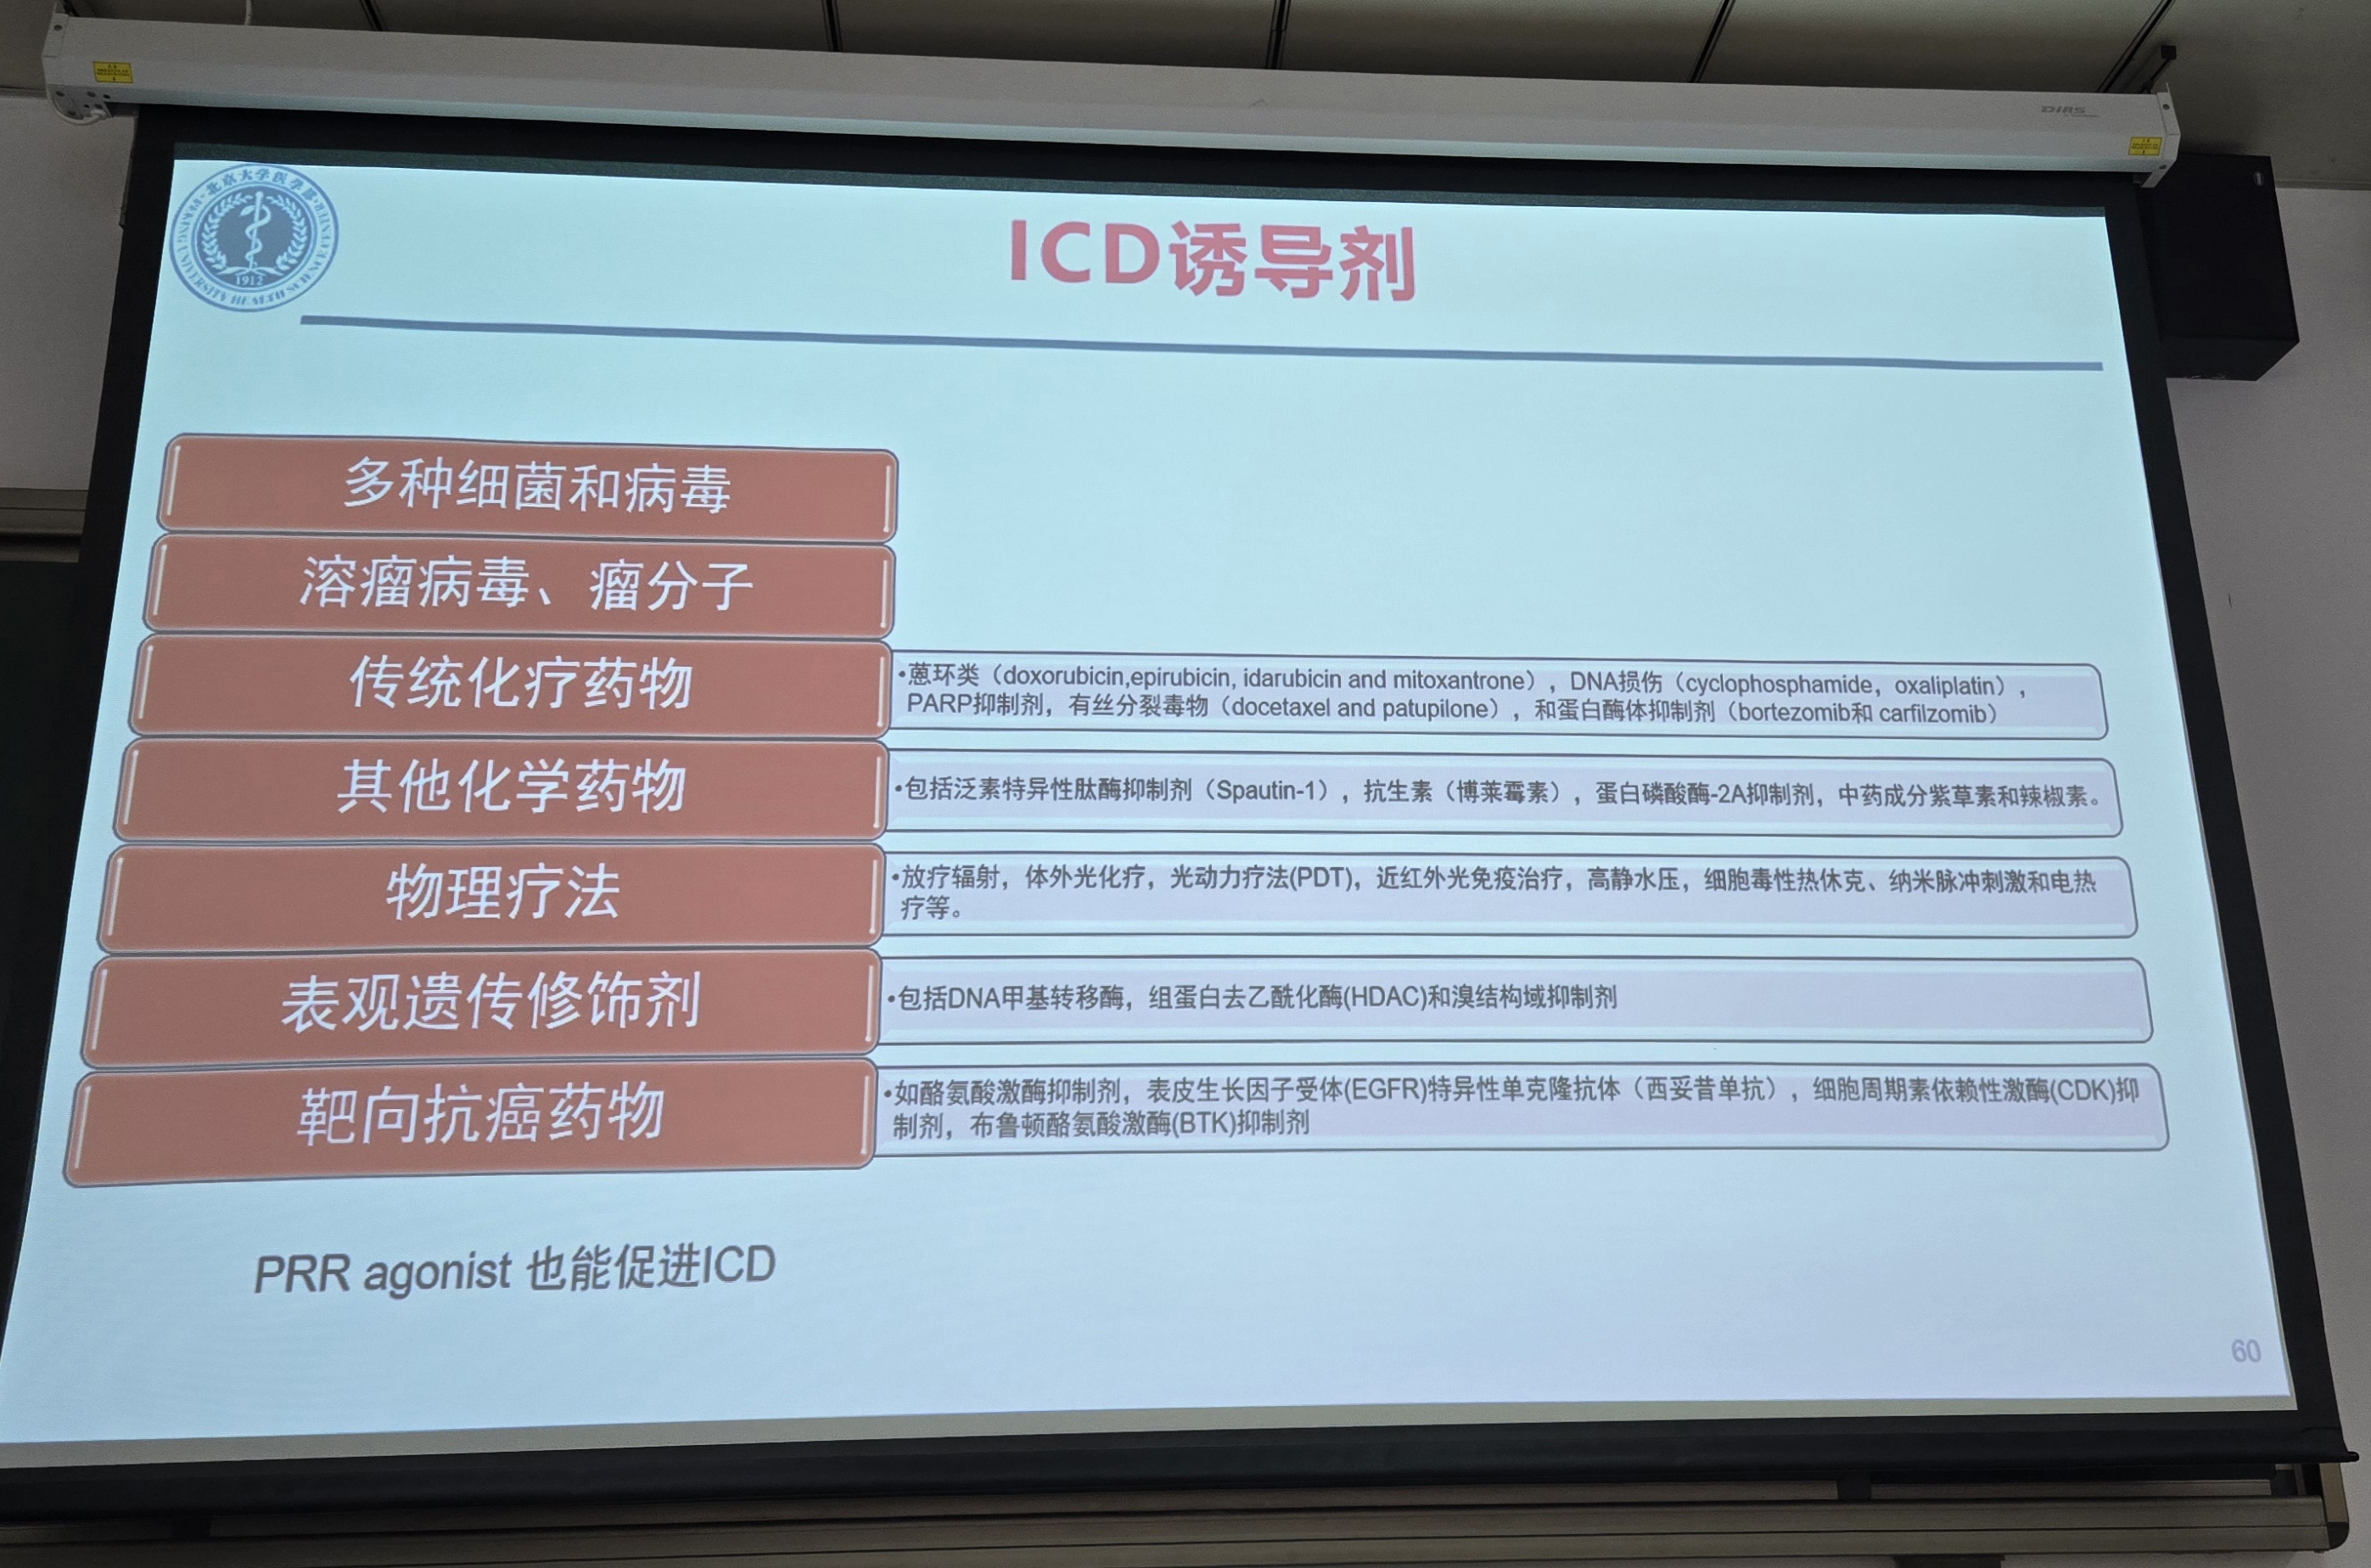 北京大学医学部
PEKING UNIVERSITY HEALTH SCIENCE CENTER
1912
DIAS
ICD诱导剂
多种细菌和病毒
溶瘤病毒、瘤分子
传统化疗药物
•蒽环类（doxorubicin,epirubicin, idarubicin and mitoxantrone），DNA损伤（cyclophosphamide，oxaliplatin），
PARP抑制剂，有丝分裂毒物（docetaxel and patupilone），和蛋白酶体抑制剂（bortezomib和 carfilzomib）
其他化学药物
•包括泛素特异性肽酶抑制剂（Spautin-1），抗生素（博莱霉素），蛋白磷酸酶-2A抑制剂，中药成分紫草素和辣椒素。
物理疗法
•放疗辐射，体外光化疗，光动力疗法(PDT)，近红外光免疫治疗，高静水压，细胞毒性热休克、纳米脉冲刺激和电热
疗等。
表观遗传修饰剂
•包括DNA甲基转移酶，组蛋白去乙酰化酶(HDAC)和溴结构域抑制剂
靶向抗癌药物
•如酪氨酸激酶抑制剂，表皮生长因子受体(EGFR)特异性单克隆抗体（西妥昔单抗），细胞周期素依赖性激酶(CDK)抑
制剂，布鲁顿酪氨酸激酶(BTK)抑制剂
PRR agonist 也能促进ICD
60